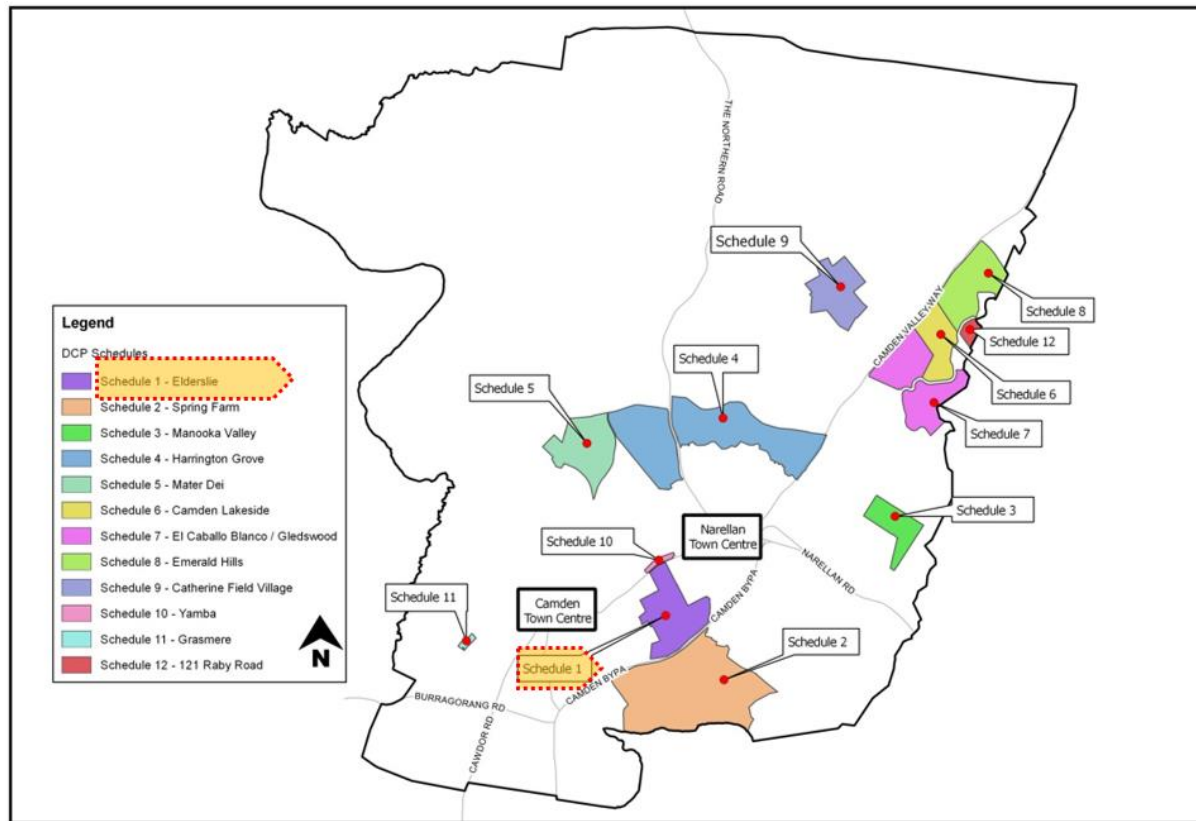 THE NORTHERN ROAD
Schedule 9
CAMDEN VALLEY WAY
Schedule 8
Schedule 12
Schedule 6
Schedule 7
Schedule 4
Schedule 5
Schedule 3
Legend
DCP Schedules
Schedule 1 - Elderslie
Schedule 2 - Spring Farm
Schedule 3 - Manooka Valley
Schedule 4 - Harrington Grove
Schedule 5 - Mater Dei
Schedule 6 - Camden Lakeside
Schedule 7 - El Caballo Blanco / Gledswood
Schedule 8 - Emerald Hills
Schedule 9 - Catherine Field Village
Schedule 10 - Yamba
Schedule 11 - Grasmere
Schedule 12 - 121 Raby Road
N
Narellan
Town Centre
NARELLAN RD
Schedule 10
CAMDEN BYPA
Schedule 11
Camden
Town Centre
Schedule 1
Schedule 2
CAMDEN BYPA
BURRAGORANG RD
CAWDOR RD